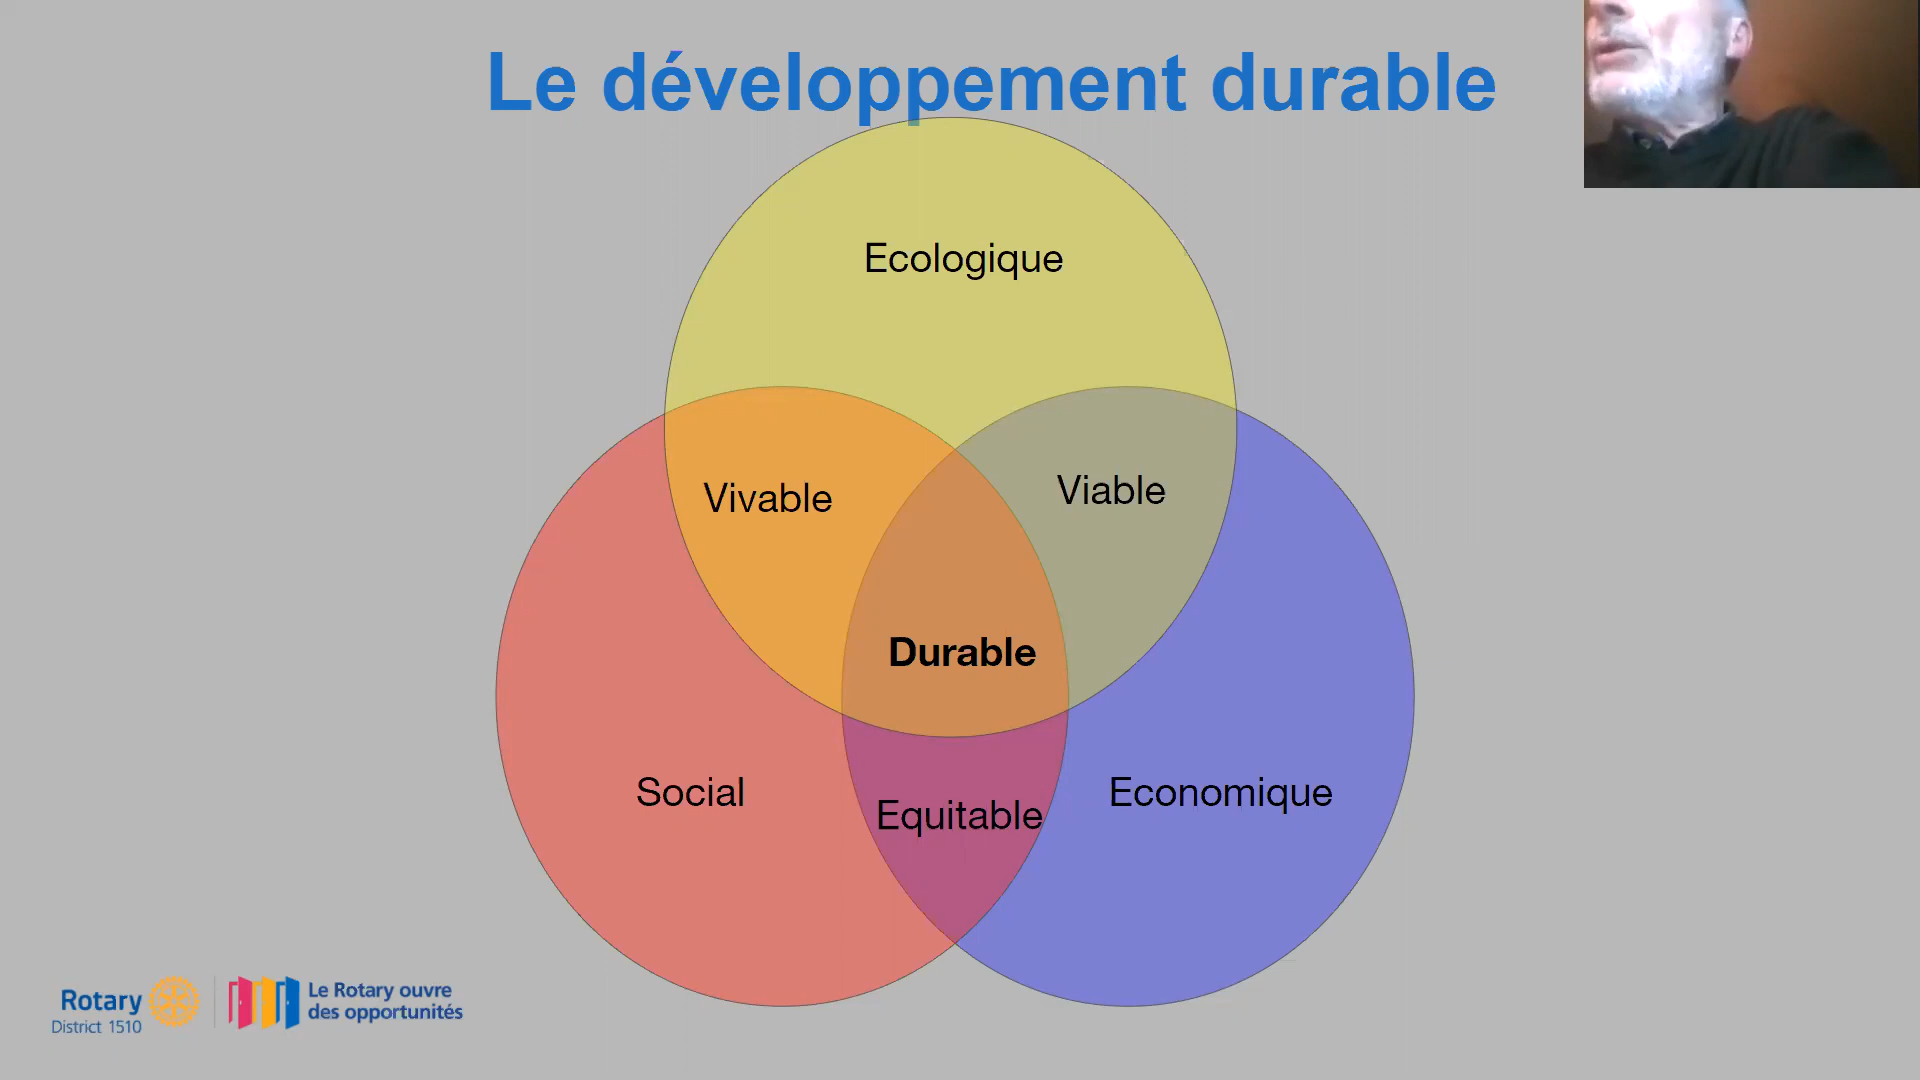 Le développement durable
Ecologique
Vivable
Viable
Durable
Social
Equitable
Economique
Rotary
District 1510
Le Rotary ouvre
des opportunités